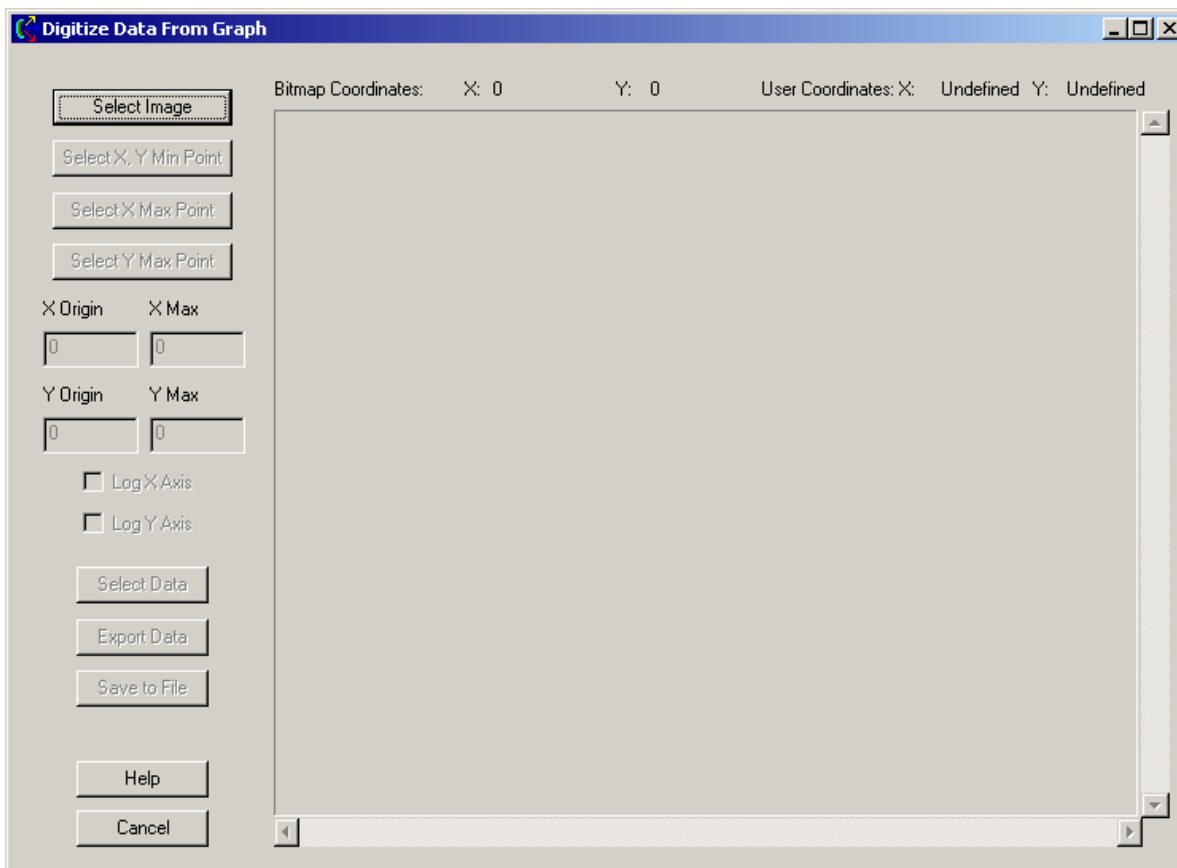 Digitize Data From Graph
Bitmap Coordinates: X: 0 Y: 0 User Coordinates: X: Undefined Y: Undefined
Select Image
Select X, Y Min Point
Select X Max Point
Select Y Max Point
X Origin X Max
0 0
Y Origin Y Max
0 0
Log X Axis
Log Y Axis
Select Data
Export Data
Save to File
Help
Cancel